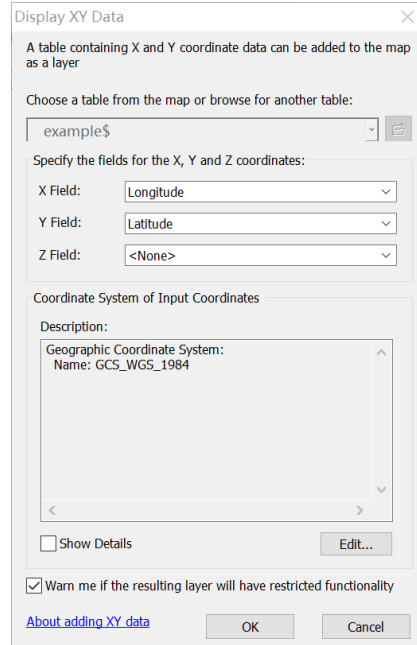 Display XY Data
A table containing X and Y coordinate data can be added to the map
as a layer
Choose a table from the map or browse for another table:
example$
Specify the fields for the X, Y and Z coordinates:
X Field:
Longitude
Y Field:
Latitude
Z Field:
<None>
Coordinate System of Input Coordinates
Description:
Geographic Coordinate System:
Name: GCS_WGS_1984
Show Details
Edit...
Warn me if the resulting layer will have restricted functionality
About adding XY data
OK
Cancel